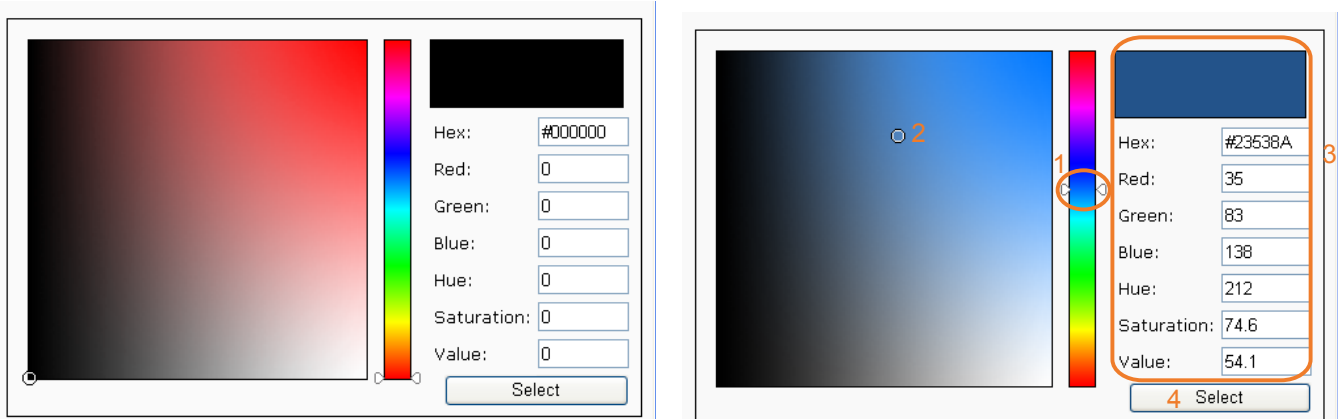 Hex: #000000
Red: 0
Green: 0
Blue: 0
Hue: 0
Saturation: 0
Value: 0
Select
1
2
3
Hex: #23538A
Red: 35
Green: 83
Blue: 138
Hue: 212
Saturation: 74.6
Value: 54.1
4 Select